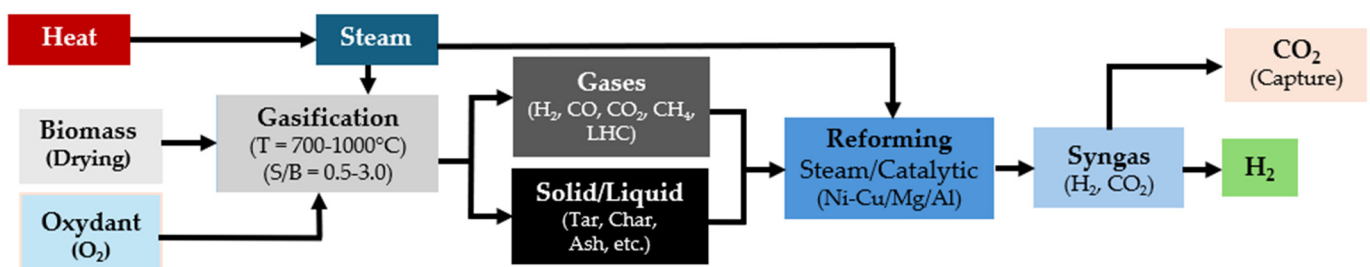 Heat
Steam
Biomass
(Drying)
Oxydant
(O₂)
Gasification
(T = 700-1000°C)
(S/B = 0.5-3.0)
Gases
(H₂, CO, CO₂, CH₄,
LHC)
Solid/Liquid
(Tar, Char,
Ash, etc.)
Reforming
Steam/Catalytic
(Ni-Cu/Mg/Al)
Syngas
(H₂, CO₂)
CO₂
(Capture)
H₂